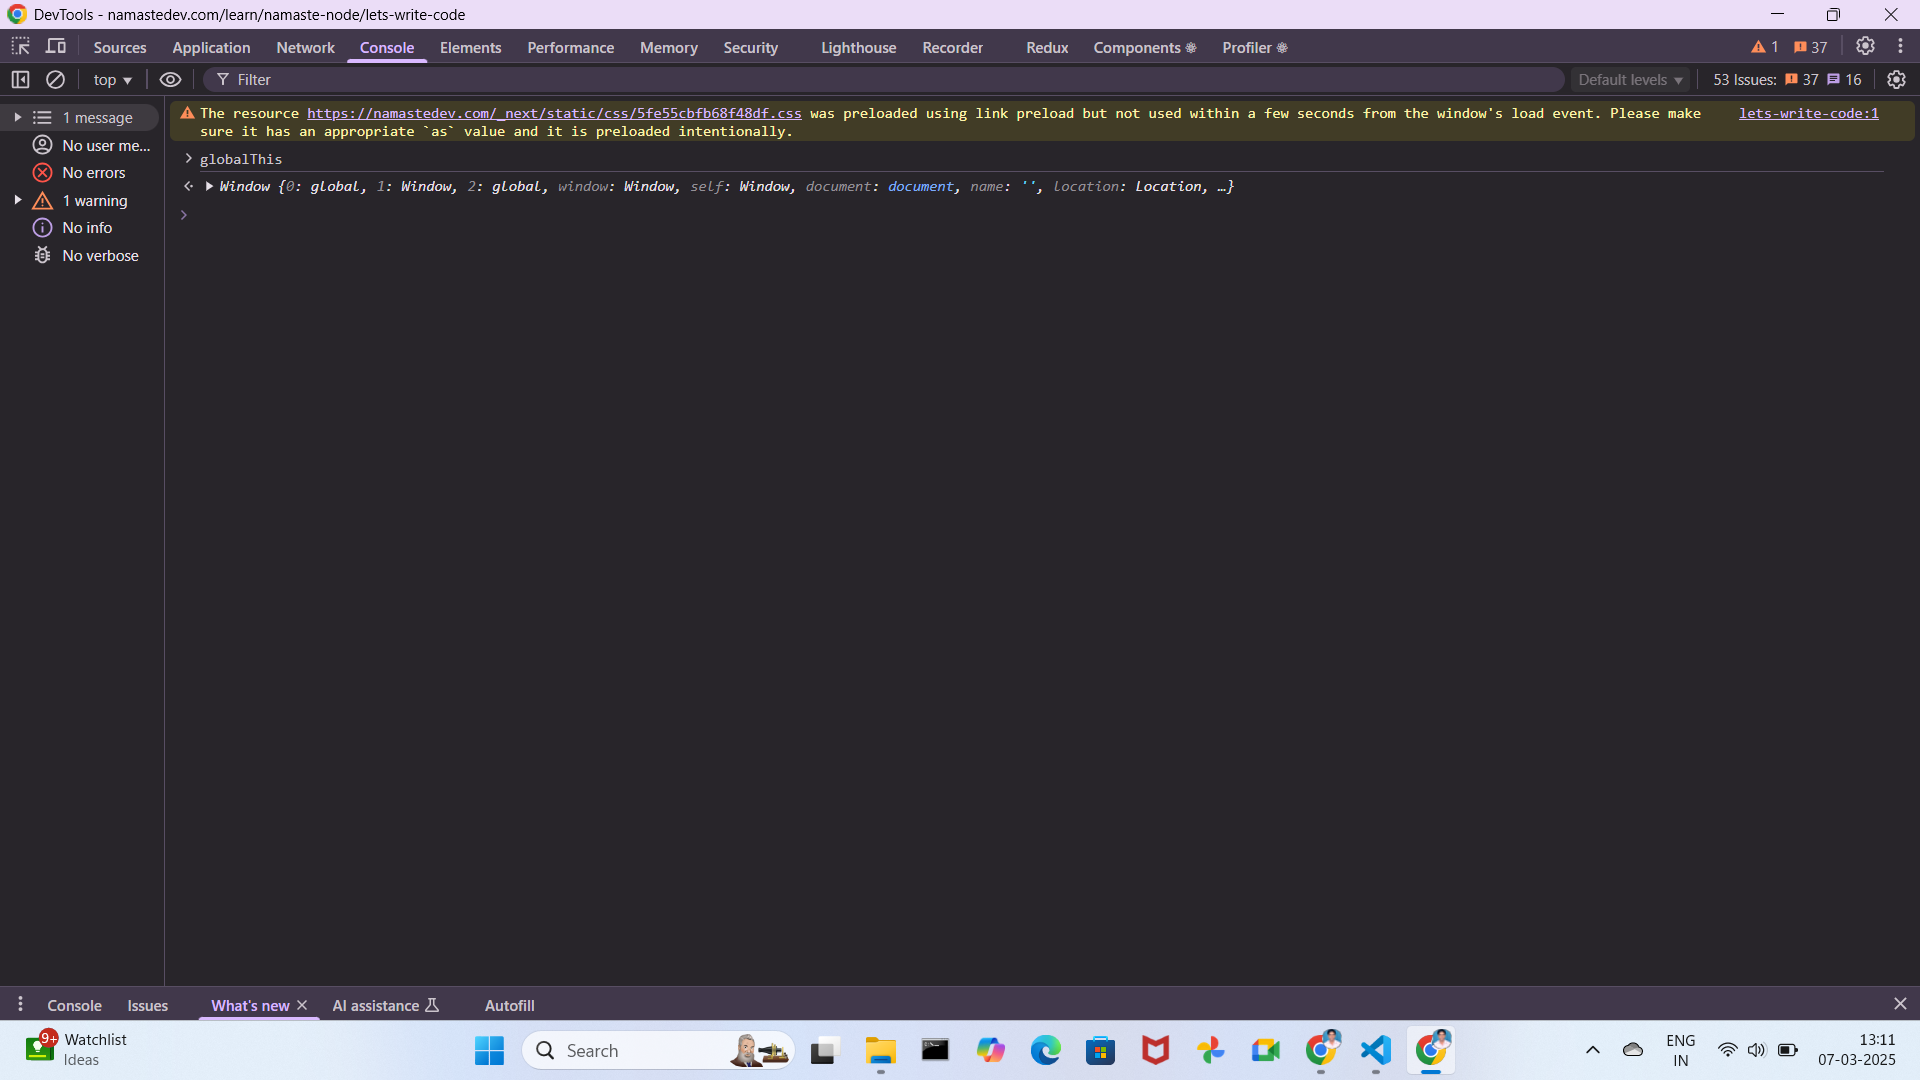 DevTools - namastedev.com/learn/namaste-node/lets-write-code
Sources Application Network Console Elements Performance Memory Security Lighthouse Recorder Redux Components Profiler 1 37
top Filter Default levels 53 Issues: 37 16
1 message
No user me...
No errors
1 warning
No info
No verbose
The resource https://namastedev.com/_next/static/css/5fe55cbfb68f48df.css was preloaded using link preload but not used within a few seconds from the window's load event. Please make lets-write-code:1
sure it has an appropriate `as` value and it is preloaded intentionally.
globalThis
Window {0: global, 1: Window, 2: global, window: Window, self: Window, document: document, name: '', location: Location, …}
Console Issues What's new AI assistance Autofill
9+ Watchlist
Ideas
Search
ENG
IN
13:11
07-03-2025